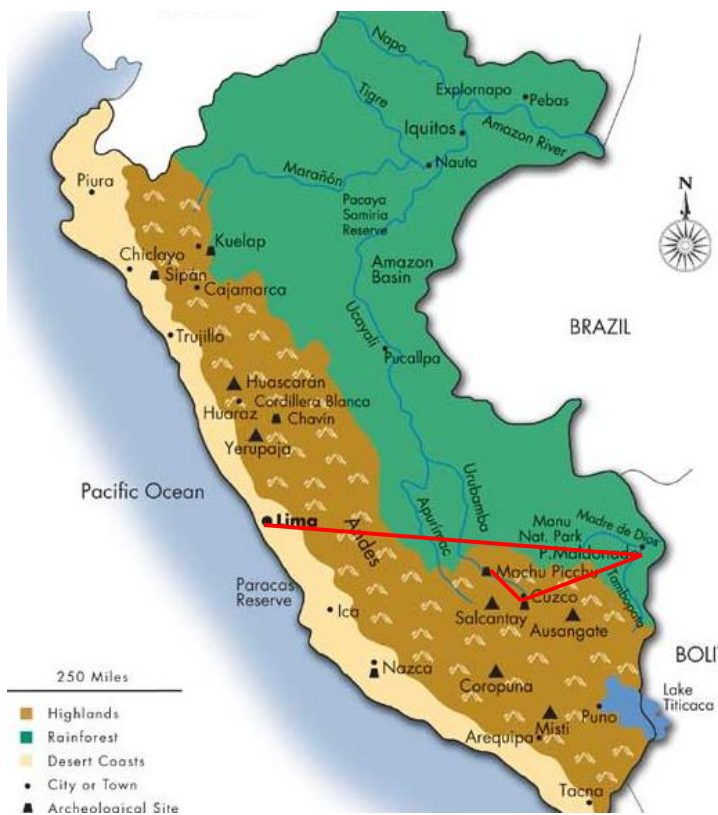 Napo
Explornapo
Pebas
Tigre
Iquitos
Amazon River
Nauta
Marañón
Piura
N
Pacaya
Samiria
Reserve
Kuelap
Chiclayo
Sipán
Cajamarca
Amazon
Basin
Ucayali
BRAZIL
Trujillo
Pucallpa
Huascarán
Cordillera Blanca
Huaraz
Chavin
Yerupaja
Pacific Ocean
Urubamba
Apurímac
Lima
Andes
Manu
Nat. Park
Madre de Dios
P. Maldonado
Machu Picchu
Tambopata
Paracas
Reserve
Ica
Cuzco
Salcantay
Ausangate
Nazca
BOLI
250 Miles
Coropuna
Lake
Titicaca
Puno
Misti
Arequipa
Tacna
Highlands
Rainforest
Desert Coasts
City or Town
Archeological Site